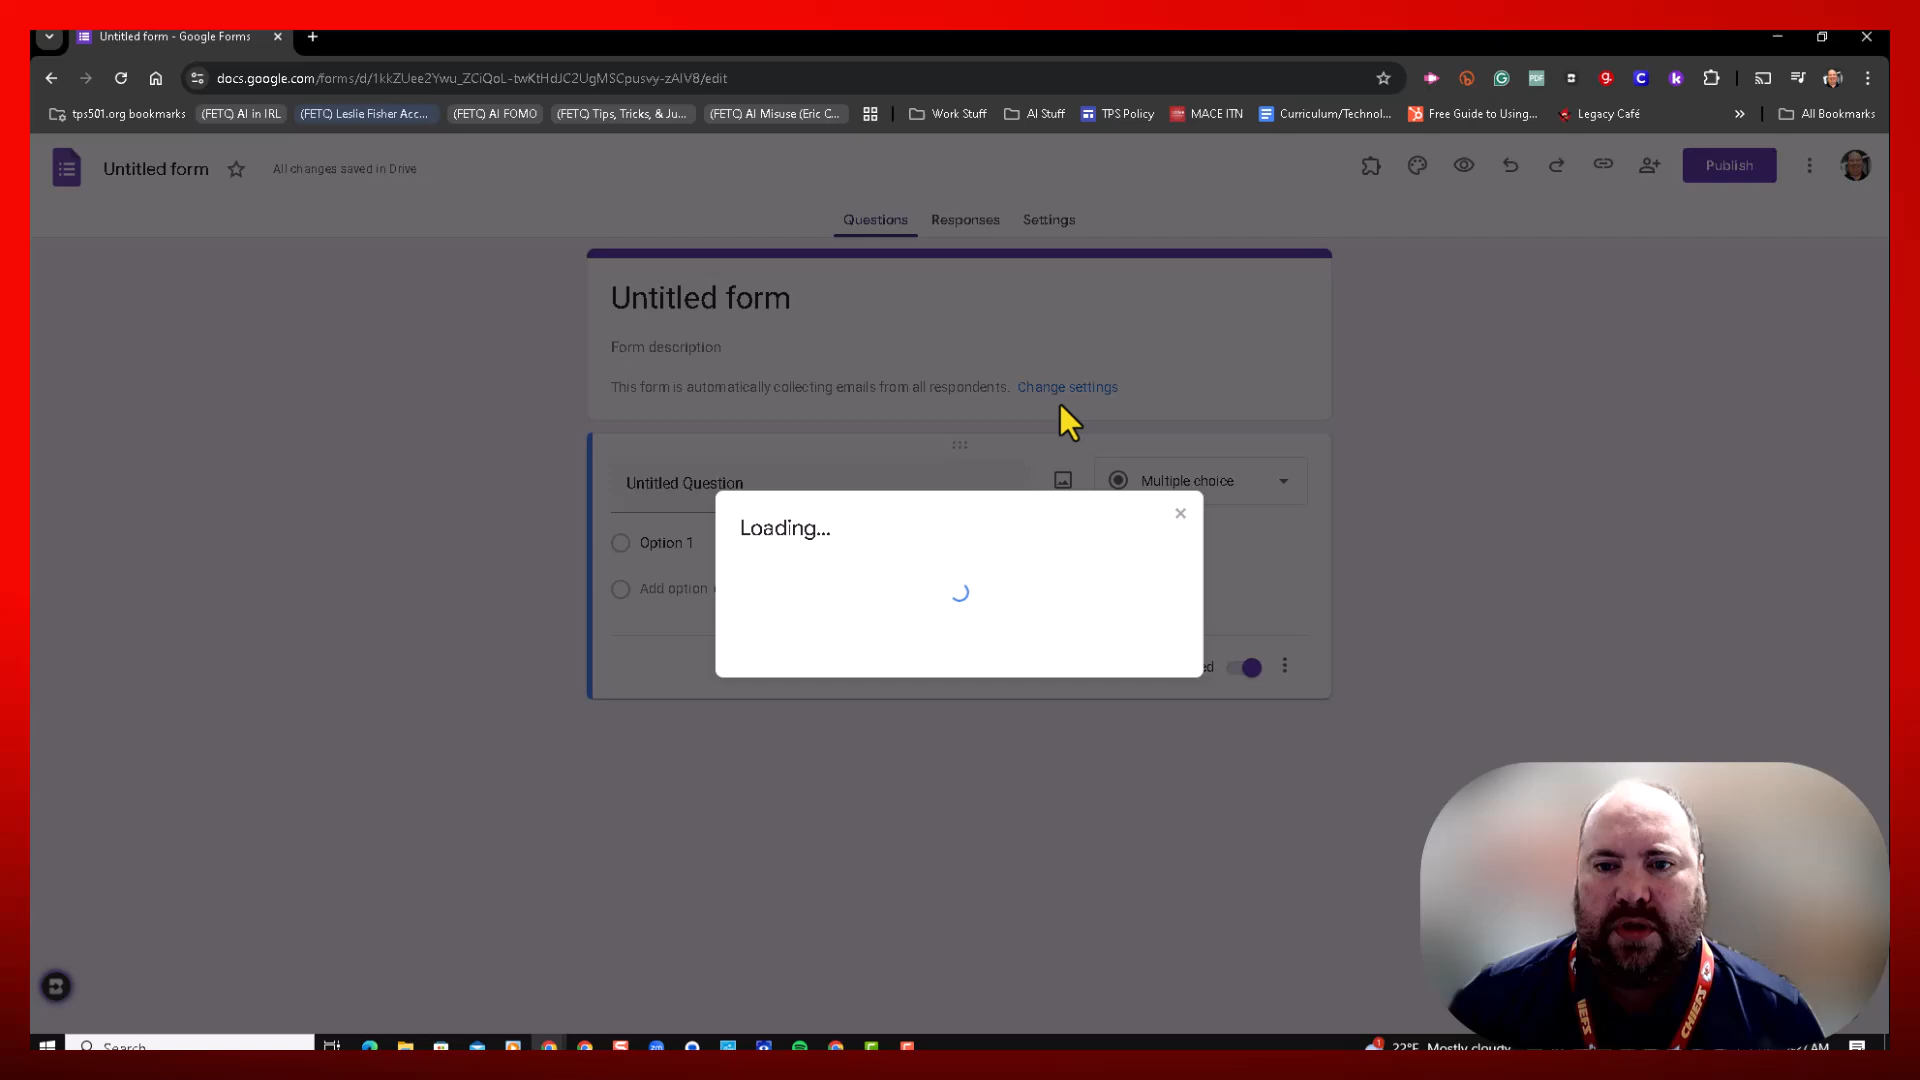 Untitled form - Google Forms
docs.google.com/forms/d/1kkZUee2Ywu_ZCiQoL-twKtHdJC2UgMSCpusvy-zAIV8/edit
tps501.org bookmarks (FETC) AI in IRL (FETC) Leslie Fisher Acc... (FETC) AI FOMO (FETC) Tips, Tricks, & Ju... (FETC) AI Misuse (Eric C... Work Stuff AI Stuff TPS Policy MACE ITN Curriculum/Technol... Free Guide to Using... Legacy Café » All Bookmarks
Untitled form All changes saved in Drive Publish
Questions Responses Settings
Untitled form
Form description
This form is automatically collecting emails from all respondents. Change settings
Untitled Question Multiple choice
Loading...
Option 1
Add option
ed
Search 22°F Mostly cloudy AM
CHIEFS